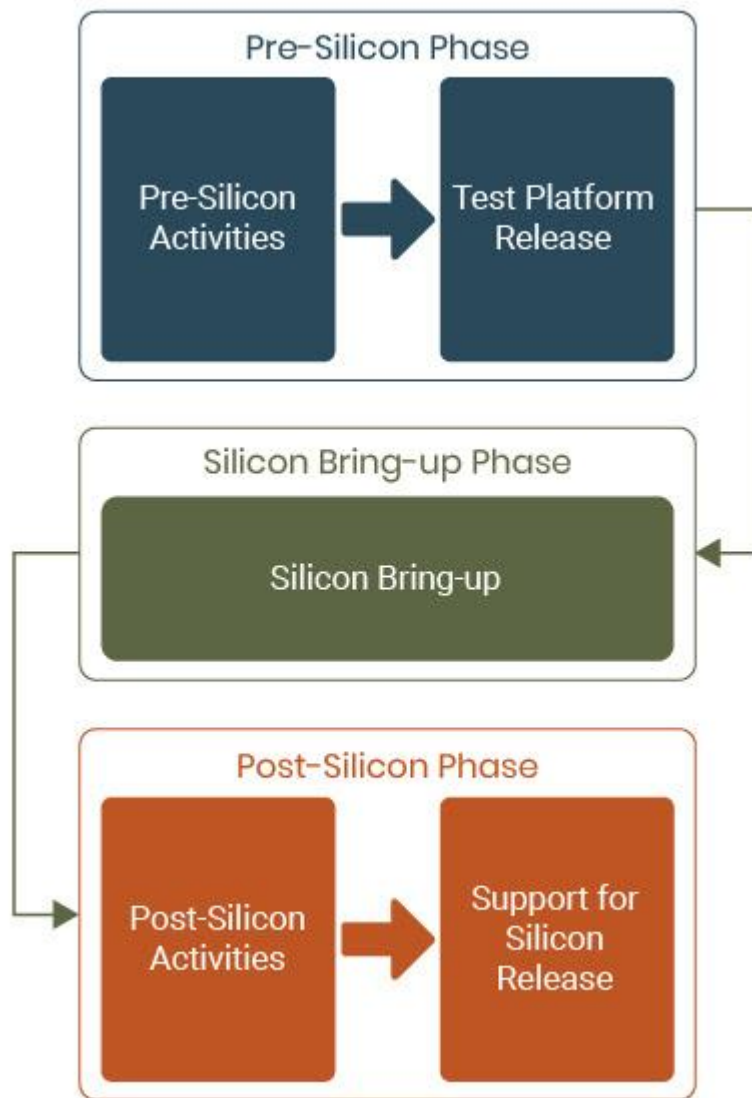 Pre-Silicon Phase
Pre-Silicon
Activities
Test Platform
Release
Silicon Bring-up Phase
Silicon Bring-up
Post-Silicon Phase
Post-Silicon
Activities
Support for
Silicon
Release